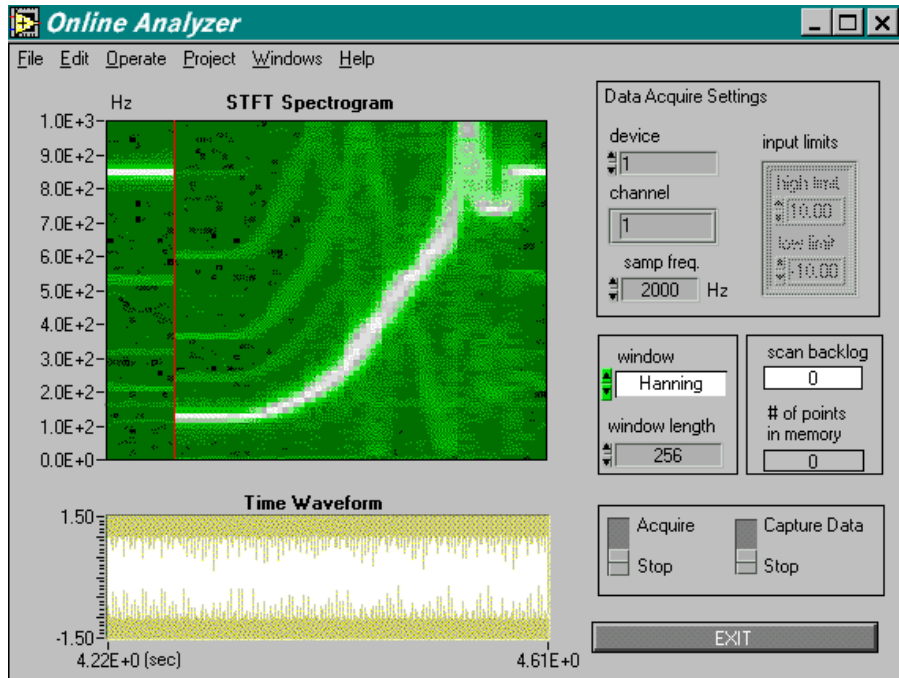 Online Analyzer
File Edit Operate Project Windows Help
Hz STFT Spectrogram
1.0E+3-
9.0E+2-
8.0E+2-
7.0E+2-
6.0E+2-
5.0E+2-
4.0E+2-
3.0E+2-
2.0E+2-
1.0E+2-
0.0E+0-
Time Waveform
1.50-
-1.50-
4.22E+0 (sec) 4.61E+0
Data Acquire Settings
device
1
channel
1
samp freq.
2000 Hz
input limits
high limit
10.00
low limit
-10.00
window
Hanning
window length
256
scan backlog
0
# of points
in memory
0
Acquire
Stop
Capture Data
Stop
EXIT